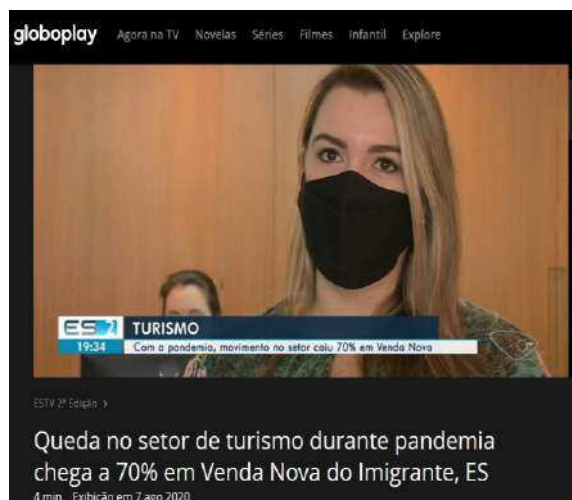 globoplay Agora na TV Novelas Séries Filmes Infantil Explore
ES2 TURISMO
19:34 Com a pandemia, movimento no setor caiu 70% em Venda Nova
ESTV 2ª Edição >
Queda no setor de turismo durante pandemia
chega a 70% em Venda Nova do Imigrante, ES
4 min Exibição em 7 ago 2020